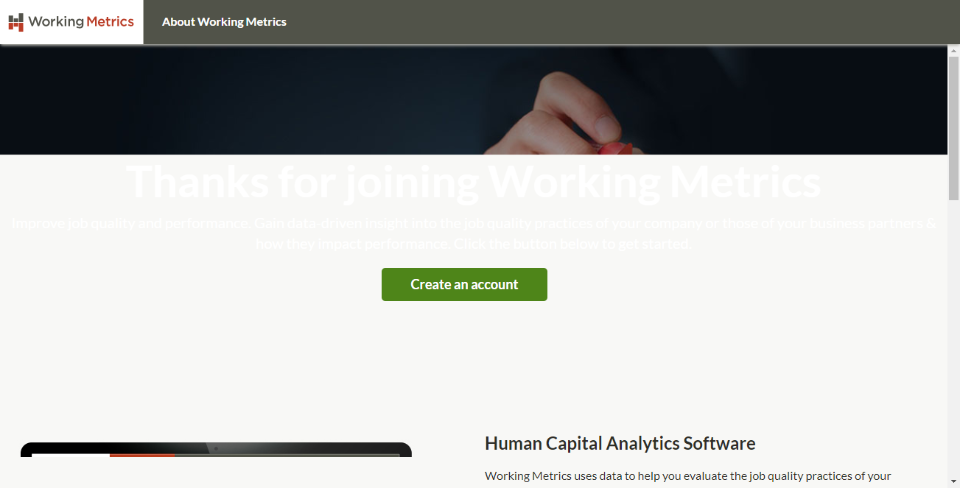 Working Metrics
About Working Metrics
Thanks for joining Working Metrics
Improve job quality and performance. Gain data-driven insight into the job quality practices of your company or those of your business partners &
how they impact performance. Click the button below to get started.
Create an account
Human Capital Analytics Software
Working Metrics uses data to help you evaluate the job quality practices of your